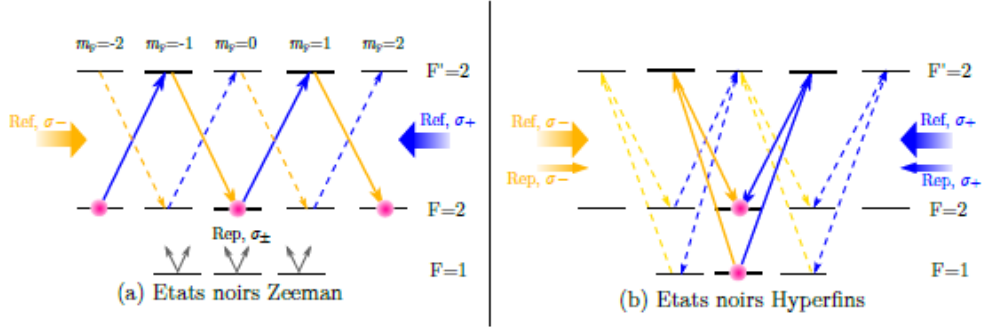 m_F=-2 m_F=-1 m_F=0 m_F=1 m_F=2
F'=2
Ref, σ−
Ref, σ+
F=2
Rep, σ±
F=1
(a) Etats noirs Zeeman
F'=2
Ref, σ−
Ref, σ+
Rep, σ−
Rep, σ+
F=2
F=1
(b) Etats noirs Hyperfins